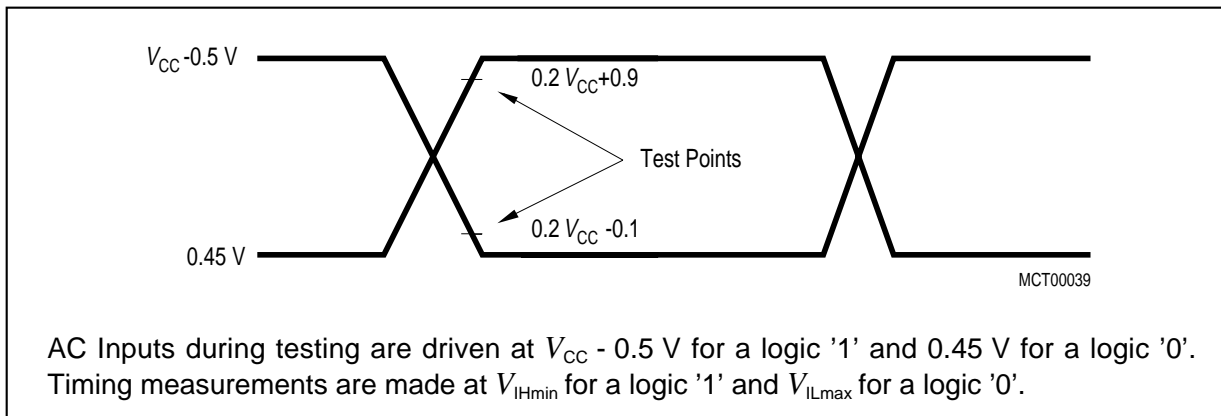 VCC -0.5 V
0.2 VCC+0.9
Test Points
0.2 VCC -0.1
0.45 V
MCT00039
AC Inputs during testing are driven at VCC - 0.5 V for a logic '1' and 0.45 V for a logic '0'.
Timing measurements are made at VIHmin for a logic '1' and VILmax for a logic '0'.